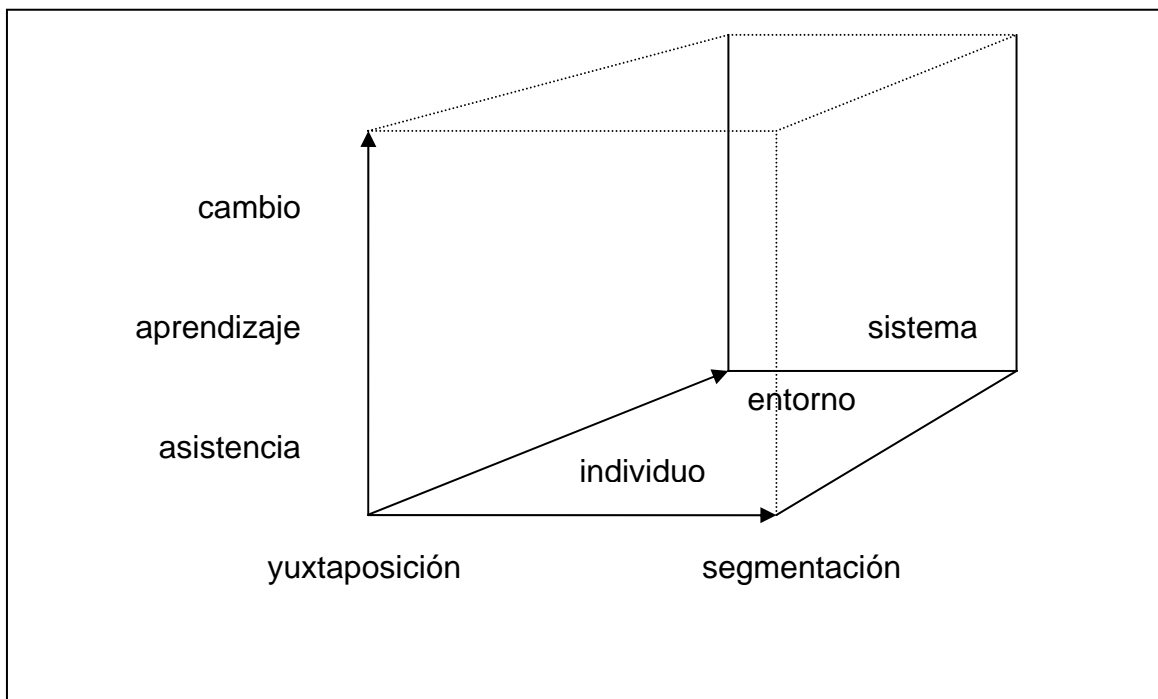 cambio
aprendizaje
sistema
entorno
asistencia
individuo
yuxtaposición
segmentación